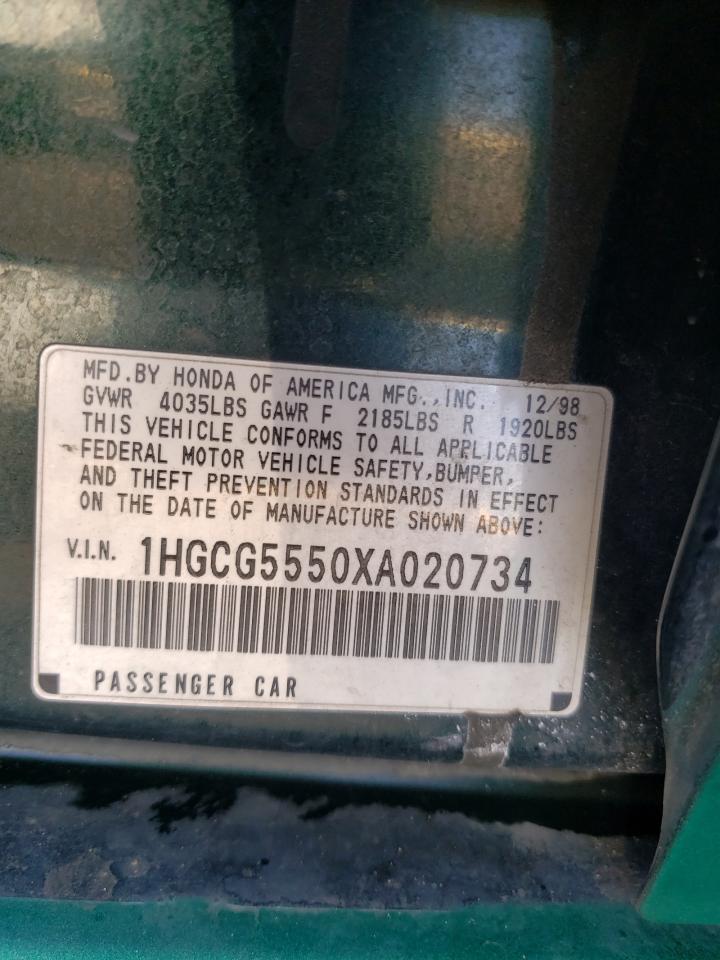 MFD.BY HONDA OF AMERICA MFG.,INC. 12/98
GVWR 4035LBS GAWR F 2185LBS R 1920LBS
THIS VEHICLE CONFORMS TO ALL APPLICABLE
FEDERAL MOTOR VEHICLE SAFETY,BUMPER,
AND THEFT PREVENTION STANDARDS IN EFFECT
ON THE DATE OF MANUFACTURE SHOWN ABOVE:
V.I.N. 1HGCG5550XA020734
PASSENGER CAR